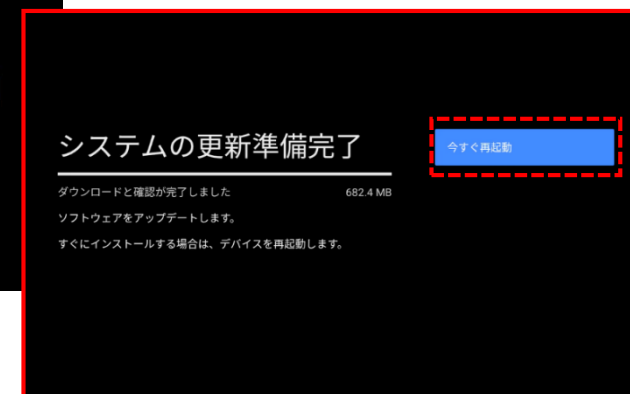 システムの更新準備完了
今すぐ再起動
ダウンロードと確認が完了しました 682.4 MB
ソフトウェアをアップデートします。
すぐにインストールする場合は、デバイスを再起動します。